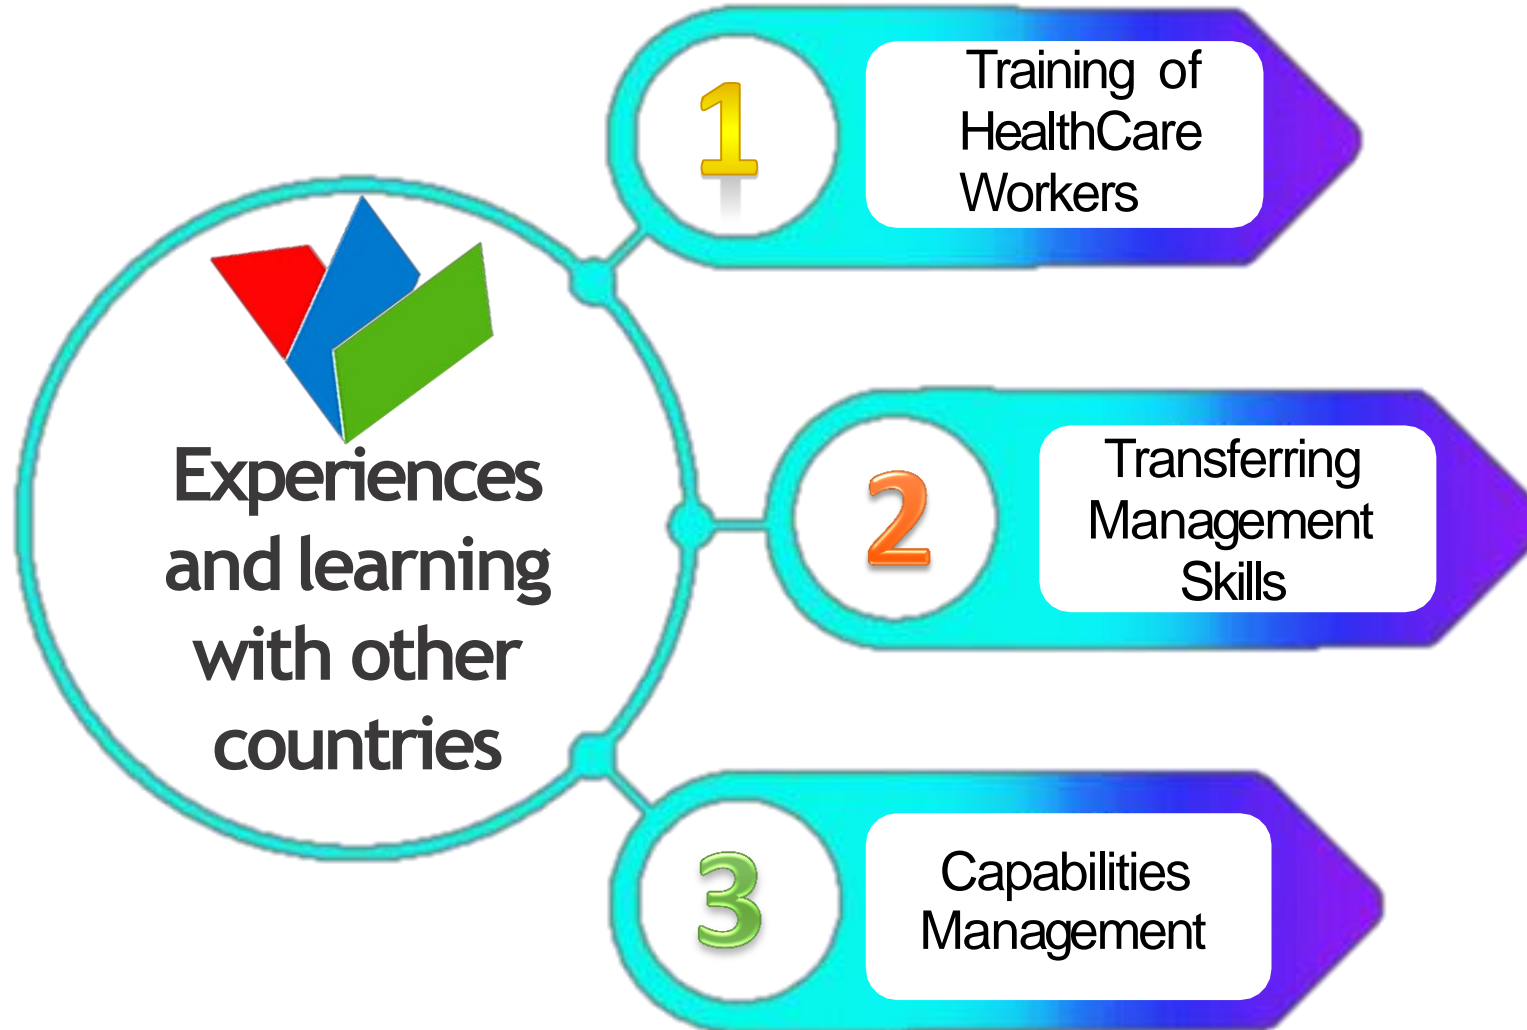 Experiences
and learning
with other
countries
1
Training of
HealthCare
Workers
2
Transferring
Management
Skills
3
Capabilities
Management